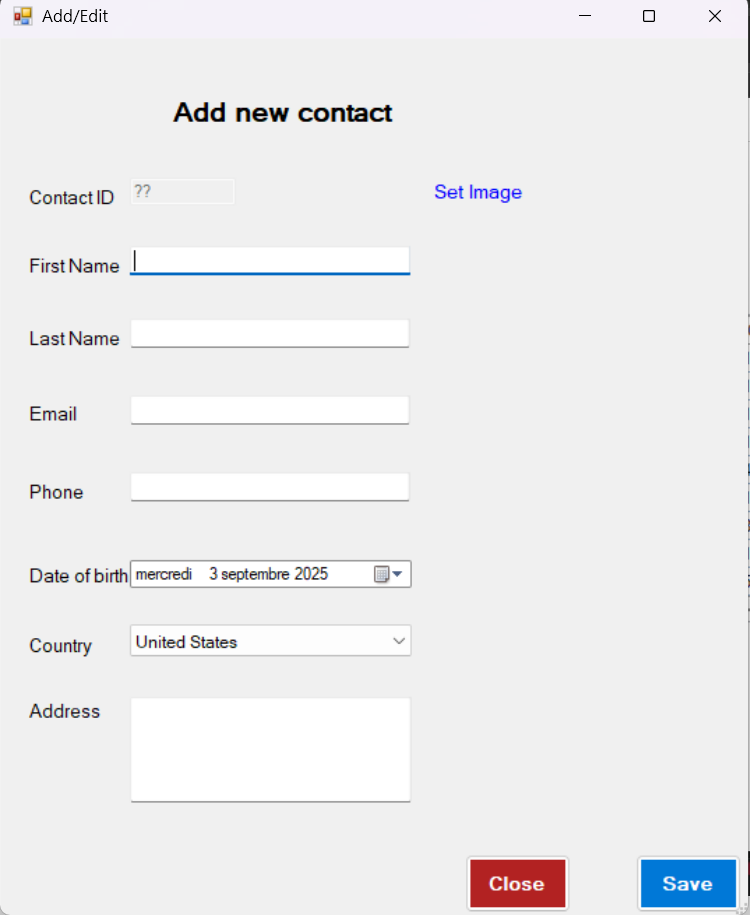 Add/Edit
Add new contact
Contact ID ?? Set Image
First Name
Last Name
Email
Phone
Date of birth mercredi 3 septembre 2025
Country United States
Address
Close Save